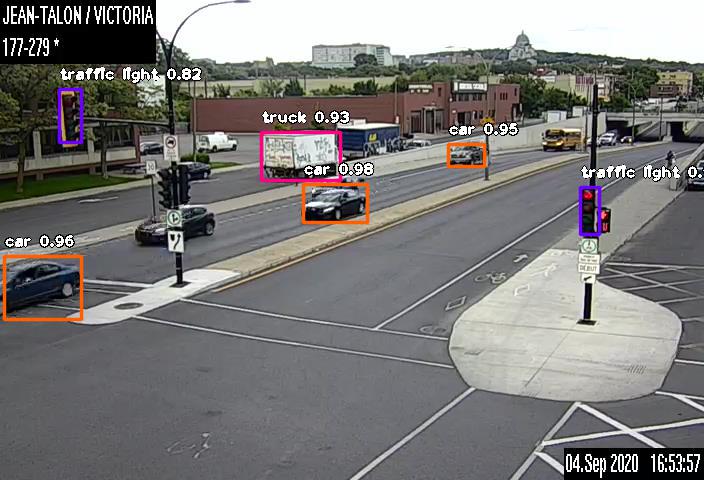 JEAN-TALON / VICTORIA
177-279 *
traffic light 0.82
truck 0.93
car 0.95
car 0.98
traffic light 0.
car 0.96
DÉBUT
04.Sep 2020 16:53:57